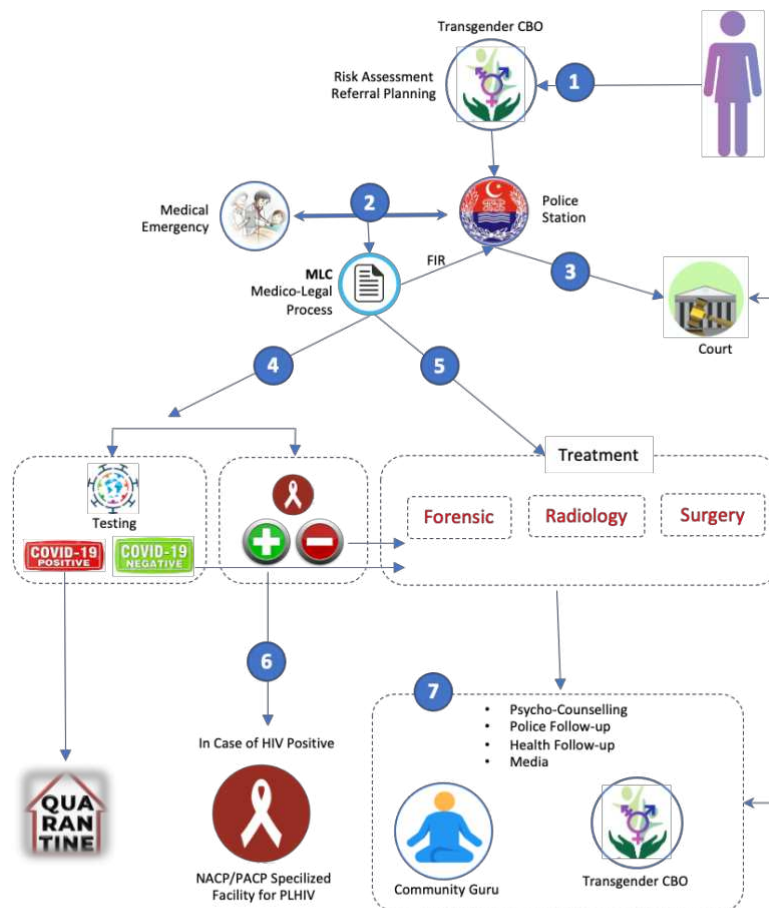 Transgender CBO
1
Risk Assessment
Referral Planning
Medical
Emergency
2
Police
Station
MLC
Medico-Legal
Process
FIR
3
Court
4
5
Treatment
Testing
COVID-19
POSITIVE
COVID-19
NEGATIVE
Forensic
Radiology
Surgery
6
7
• Psycho-Counselling
• Police Follow-up
• Health Follow-up
• Media
In Case of HIV Positive
QUA
RAN
TINE
NACP/PACP Specilized
Facility for PLHIV
Community Guru
Transgender CBO